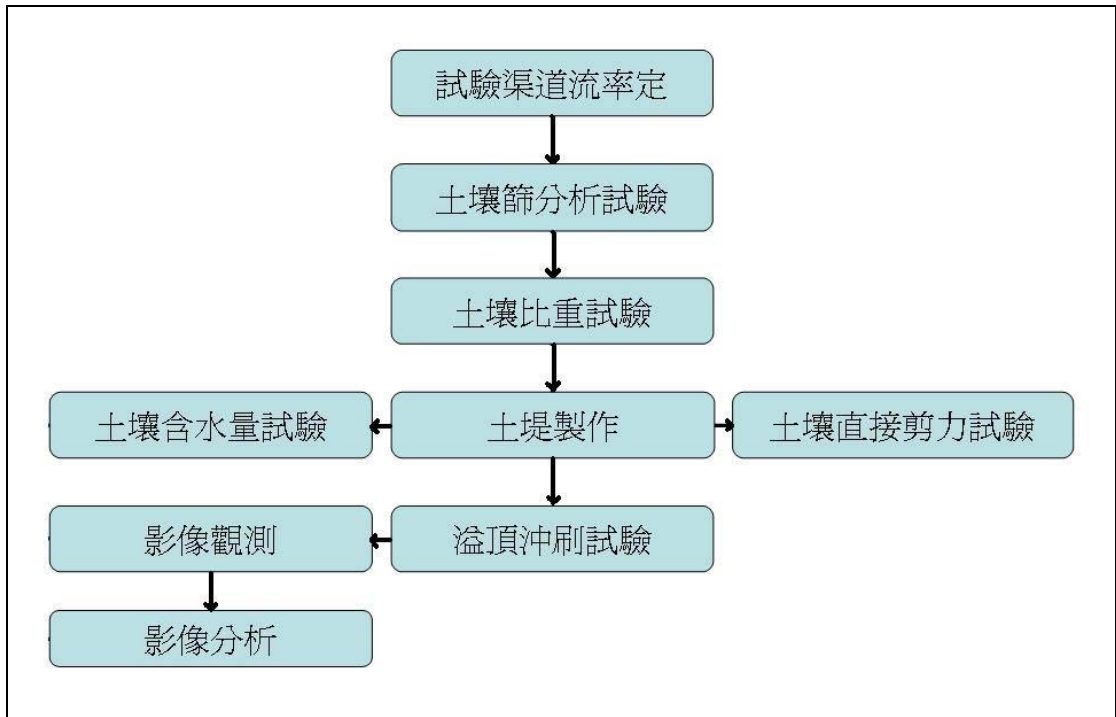 試驗渠道流率定
土壤篩分析試驗
土壤比重試驗
土壤含水量試驗
土堤製作
土壤直接剪力試驗
影像觀測
溢頂沖刷試驗
影像分析